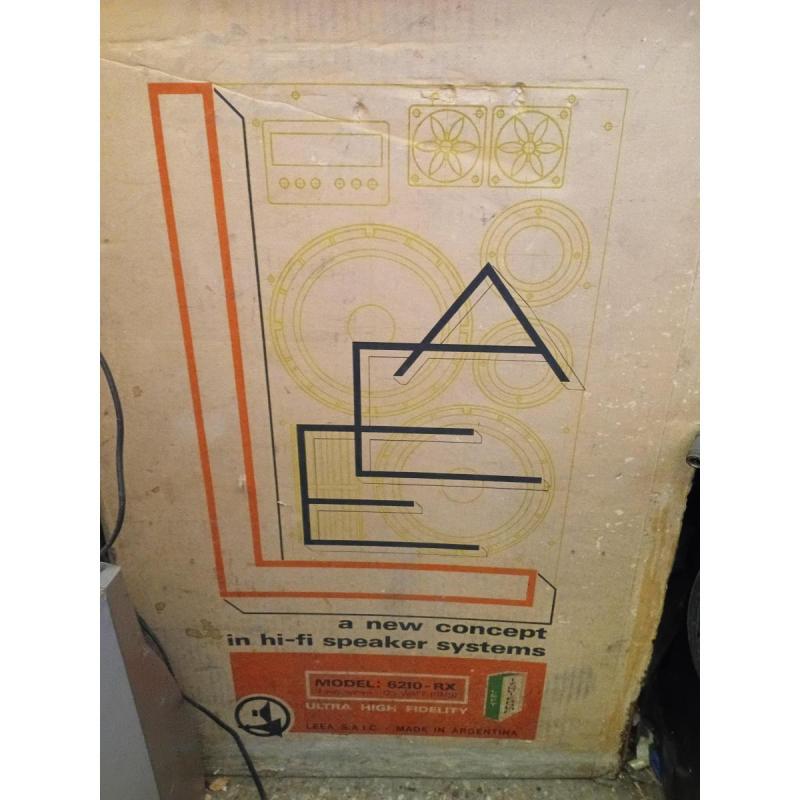 LEEA
a new concept
in hi-fi speaker systems
MODEL: 6210-RX
ULTRA HIGH FIDELITY
LEEA S.A.I.C. - MADE IN ARGENTINA